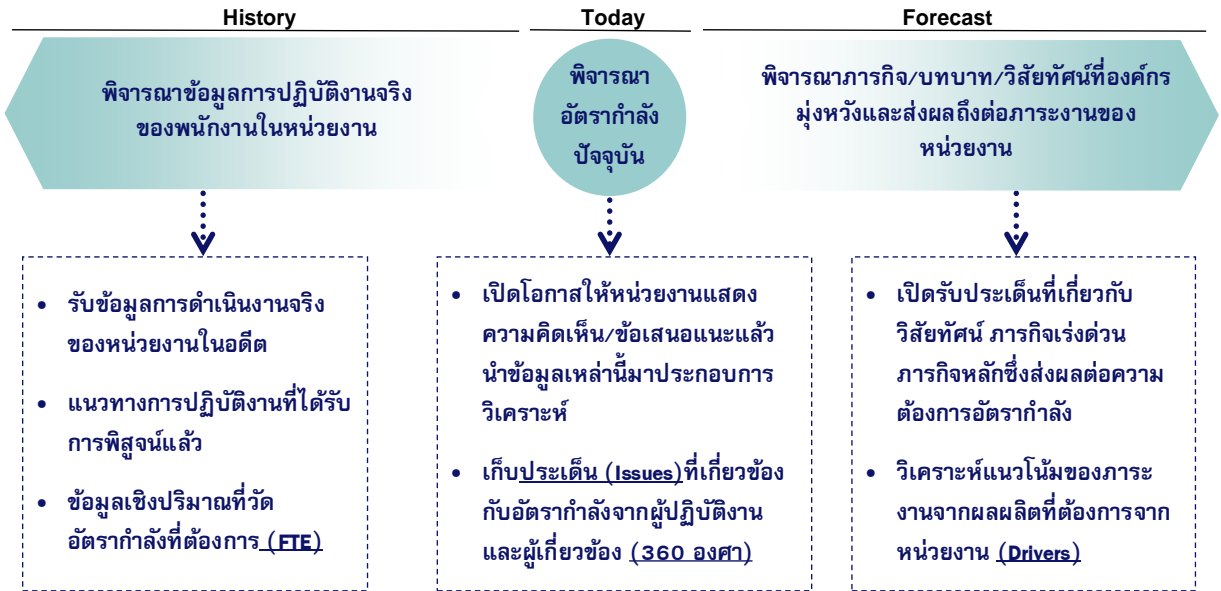 History
Today
Forecast
พิจารณาข้อมูลการปฏิบัติงานจริง
ของพนักงานในหน่วยงาน
พิจารณา
อัตรากำลัง
ปัจจุบัน
พิจารณาภารกิจ/บทบาท/วิสัยทัศน์ที่องค์กร
มุ่งหวังและส่งผลถึงต่อภาระงานของ
หน่วยงาน
• รับข้อมูลการดำเนินงานจริง
ของหน่วยงานในอดีต
• แนวทางการปฏิบัติงานที่ได้รับ
การพิสูจน์แล้ว
• ข้อมูลเชิงปริมาณที่วัด
อัตรากำลังที่ต้องการ (FTE)
• เปิดโอกาสให้หน่วยงานแสดง
ความคิดเห็น/ข้อเสนอแนะแล้ว
นำข้อมูลเหล่านี้มาประกอบการ
วิเคราะห์
• เก็บประเด็น (Issues)ที่เกี่ยวข้อง
กับอัตรากำลังจากผู้ปฏิบัติงาน
และผู้เกี่ยวข้อง (360 องศา)
• เปิดรับประเด็นที่เกี่ยวกับ
วิสัยทัศน์ ภารกิจเร่งด่วน
ภารกิจหลักซึ่งส่งผลต่อความ
ต้องการอัตรากำลัง
• วิเคราะห์แนวโน้มของภาระ
งานจากผลผลิตที่ต้องการจาก
หน่วยงาน (Drivers)